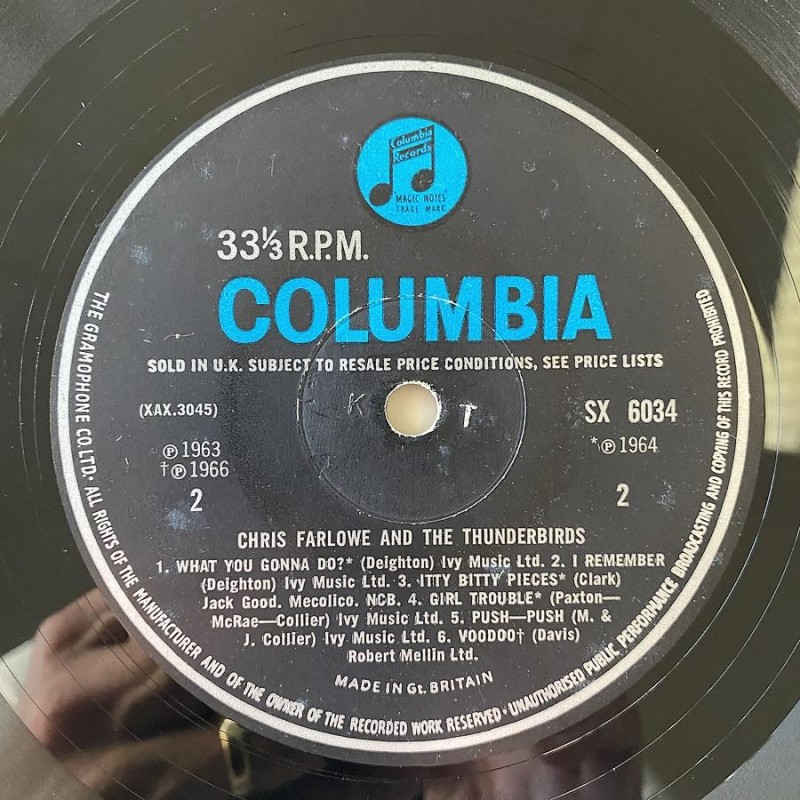 Columbia
Records
"MAGIC NOTES"
TRADE MARK
33⅓ R.P.M.
COLUMBIA
SOLD IN U.K. SUBJECT TO RESALE PRICE CONDITIONS, SEE PRICE LISTS
K T
(XAX.3045) SX 6034
℗ 1963 *℗ 1964
†℗ 1966
2 2
CHRIS FARLOWE AND THE THUNDERBIRDS
1. WHAT YOU GONNA DO?* (Deighton) Ivy Music Ltd. 2. I REMEMBER
(Deighton) Ivy Music Ltd. 3. ITTY BITTY PIECES* (Clark)
Jack Good. Mecolico. NCB. 4. GIRL TROUBLE* (Paxton—
McRae—Collier) Ivy Music Ltd. 5. PUSH—PUSH (M. &
J. Collier) Ivy Music Ltd. 6. VOODOO† (Davis)
Robert Mellin Ltd.
MADE IN Gt. BRITAIN
THE GRAMOPHONE CO. LTD. ALL RIGHTS OF THE MANUFACTURER AND OF THE OWNER OF THE RECORDED WORK RESERVED · UNAUTHORISED PUBLIC PERFORMANCE BROADCASTING AND COPYING OF THIS RECORD PROHIBITED